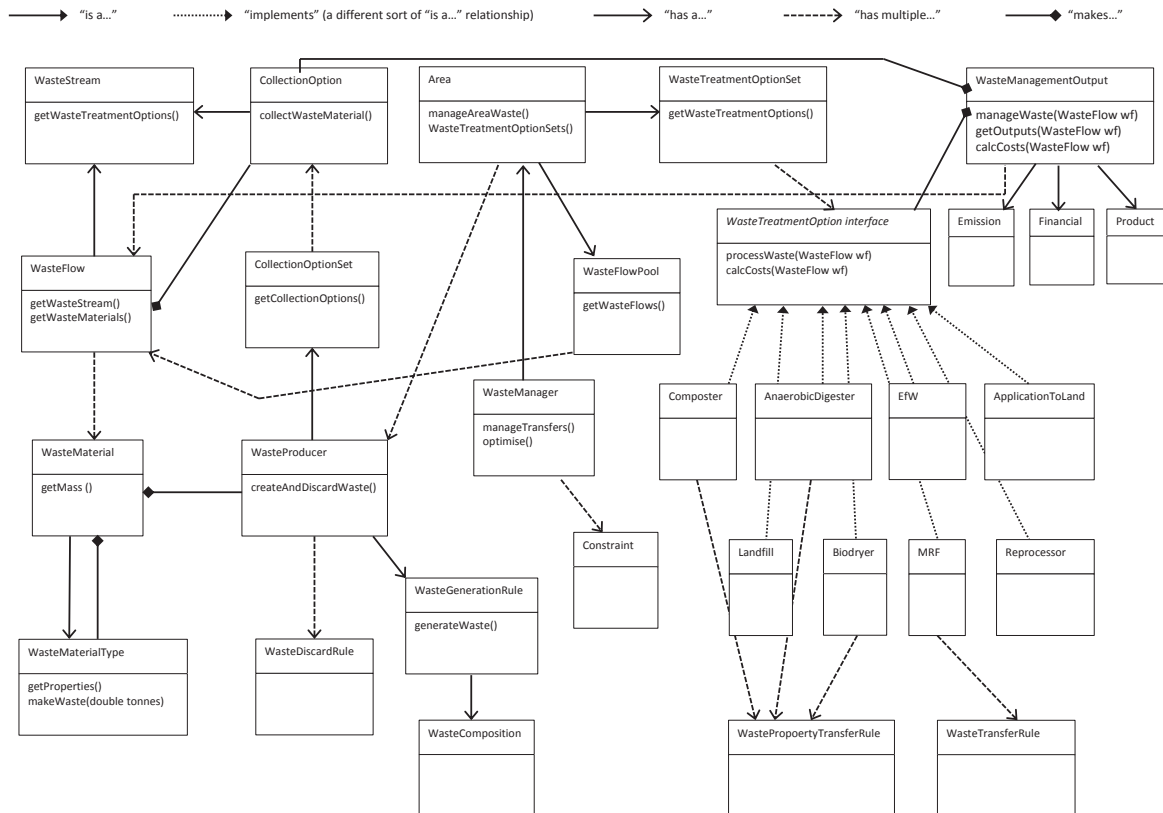 "is a…"
"implements" (a different sort of "is a…" relationship)
"has a…"
"has multiple…"
"makes…"
WasteStream
getWasteTreatmentOptions()
CollectionOption
collectWasteMaterial()
Area
manageAreaWaste()
WasteTreatmentOptionSets()
WasteTreatmentOptionSet
getWasteTreatmentOptions()
WasteManagementOutput
manageWaste(WasteFlow wf)
getOutputs(WasteFlow wf)
calcCosts(WasteFlow wf)
WasteFlow
getWasteStream()
getWasteMaterials()
CollectionOptionSet
getCollectionOptions()
WasteFlowPool
getWasteFlows()
WasteTreatmentOption interface
processWaste(WasteFlow wf)
calcCosts(WasteFlow wf)
Emission
Financial
Product
WasteManager
manageTransfers()
optimise()
Composter
AnaerobicDigester
EfW
ApplicationToLand
WasteMaterial
getMass ()
WasteProducer
createAndDiscardWaste()
Constraint
Landfill
Biodryer
MRF
Reprocessor
WasteGenerationRule
generateWaste()
WasteMaterialType
getProperties()
makeWaste(double tonnes)
WasteDiscardRule
WasteComposition
WastePropoertyTransferRule
WasteTransferRule